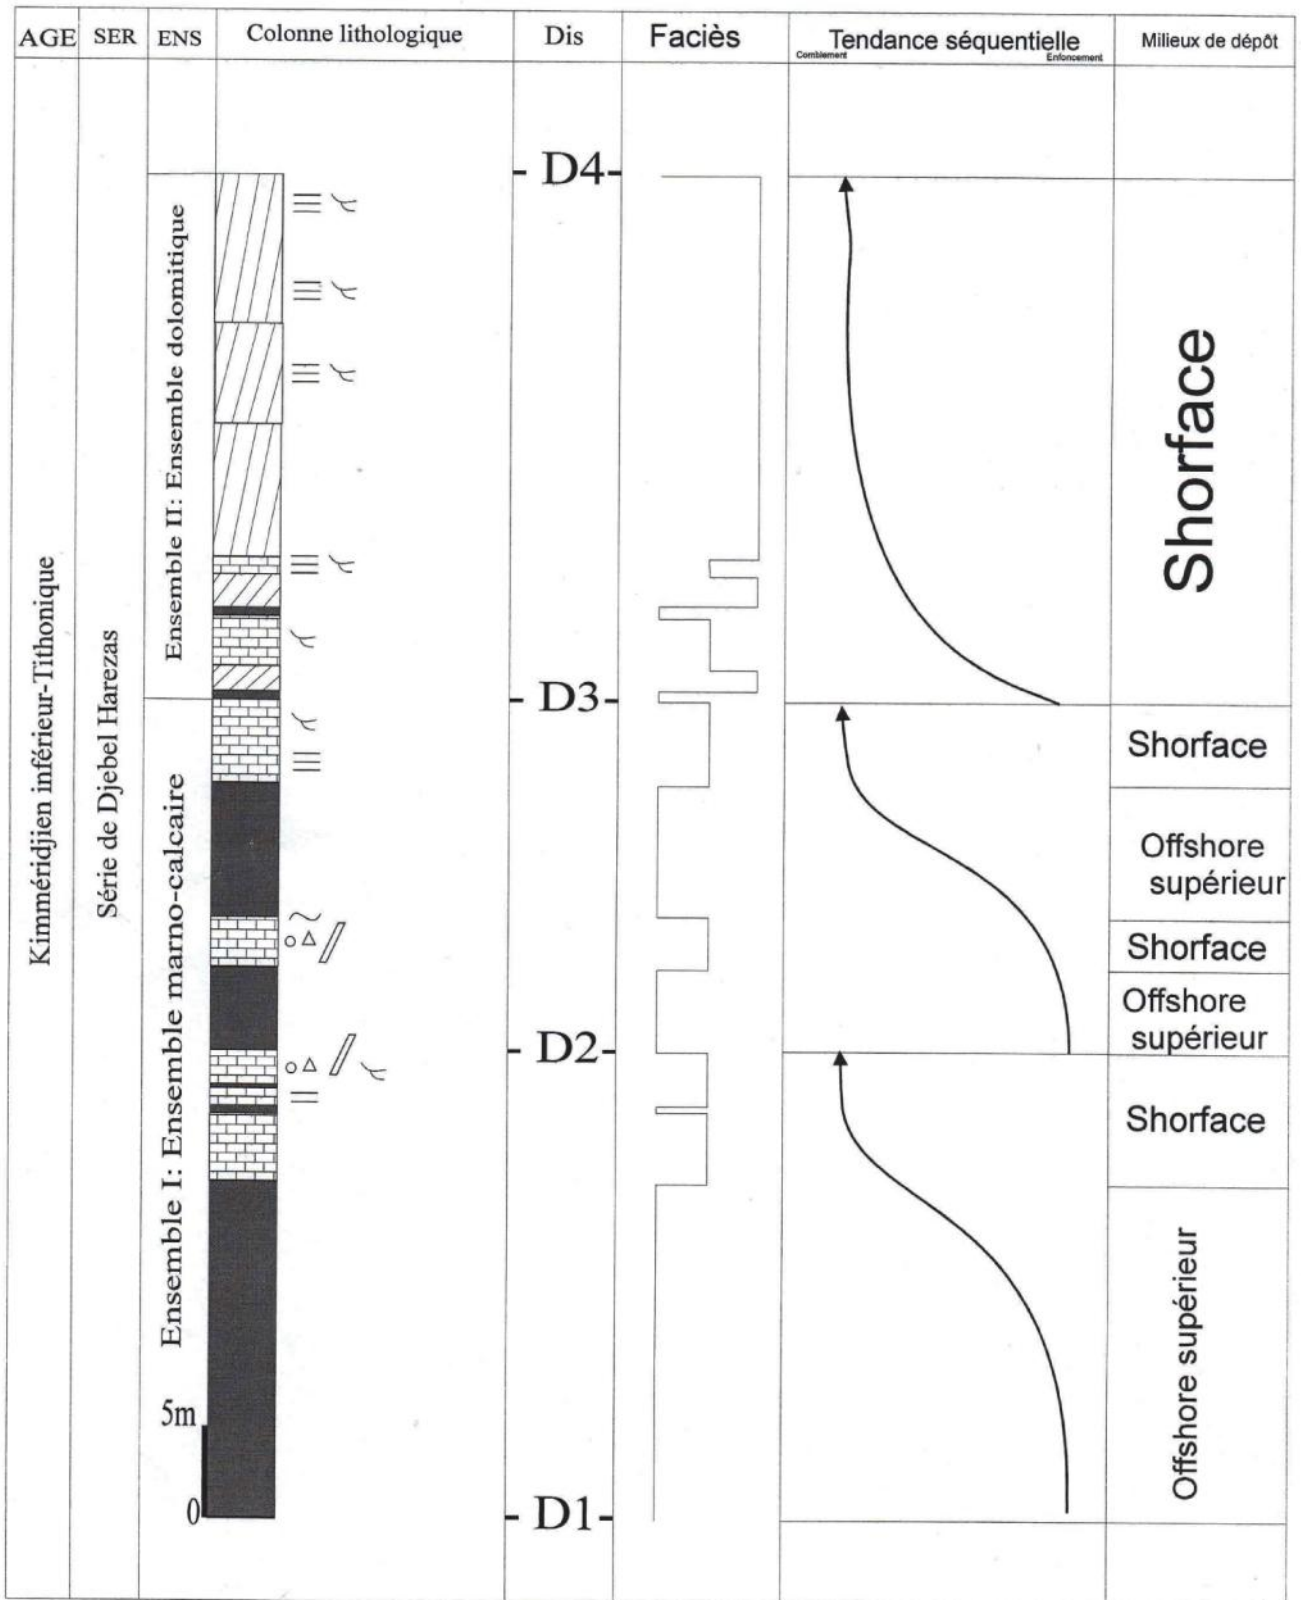 AGE SER ENS Colonne lithologique Dis Faciès Tendance séquentielle Milieux de dépôt
Comblement Enfoncement
Kimméridjien inférieur-Tithonique
Série de Djebel Harezas
Ensemble II: Ensemble dolomitique
Ensemble I: Ensemble marno-calcaire
5m
0
D4
D3
D2
D1
Shorface
Shorface
Offshore
supérieur
Shorface
Offshore
supérieur
Shorface
Offshore supérieur